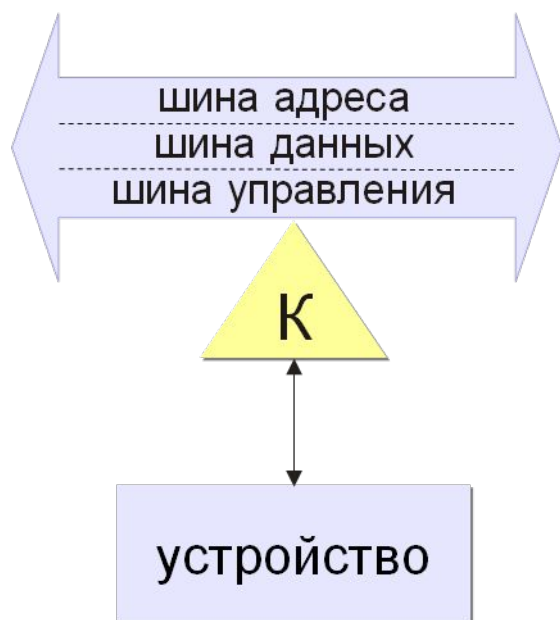 шина адреса
шина данных
шина управления
К
устройство